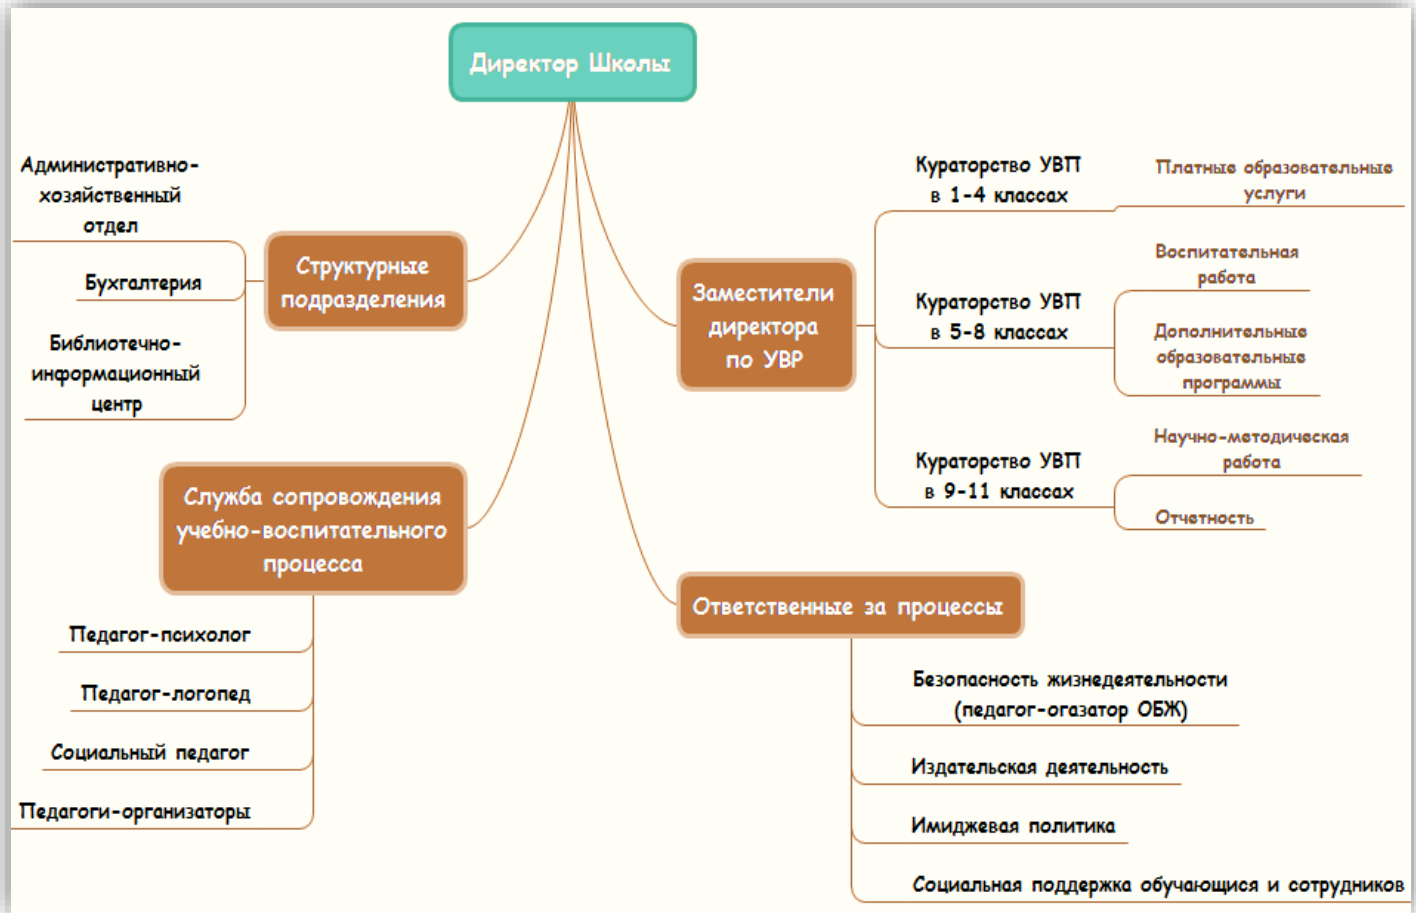 Директор Школы
Административно-
хозяйственный
отдел
Бухгалтерия
Библиотечно-
информационный
центр
Структурные
подразделения
Служба сопровождения
учебно-воспитательного
процесса
Педагог-психолог
Педагог-логопед
Социальный педагог
Педагоги-организаторы
Заместители
директора
по УВР
Кураторство УВП
в 1-4 классах
Платные образовательные
услуги
Кураторство УВП
в 5-8 классах
Воспитательная
работа
Дополнительные
образовательные
программы
Кураторство УВП
в 9-11 классах
Научно-методическая
работа
Отчетность
Ответственные за процессы
Безопасность жизнедеятельности
(педагог-огазатор ОБЖ)
Издательская деятельность
Имиджевая политика
Социальная поддержка обучающися и сотрудников